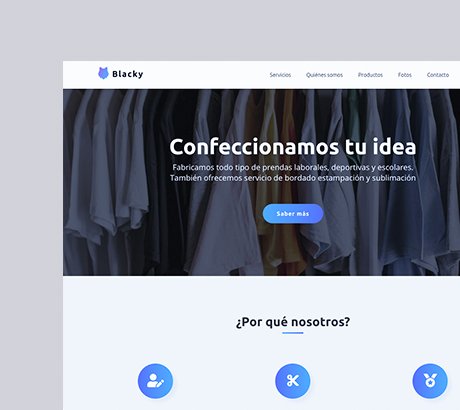 Blacky
Servicios Quiénes somos Productos Fotos Contacto
Confeccionamos tu idea
Fabricamos todo tipo de prendas laborales, deportivas y escolares.
También ofrecemos servicio de bordado estampación y sublimación
Saber más
¿Por qué nosotros?